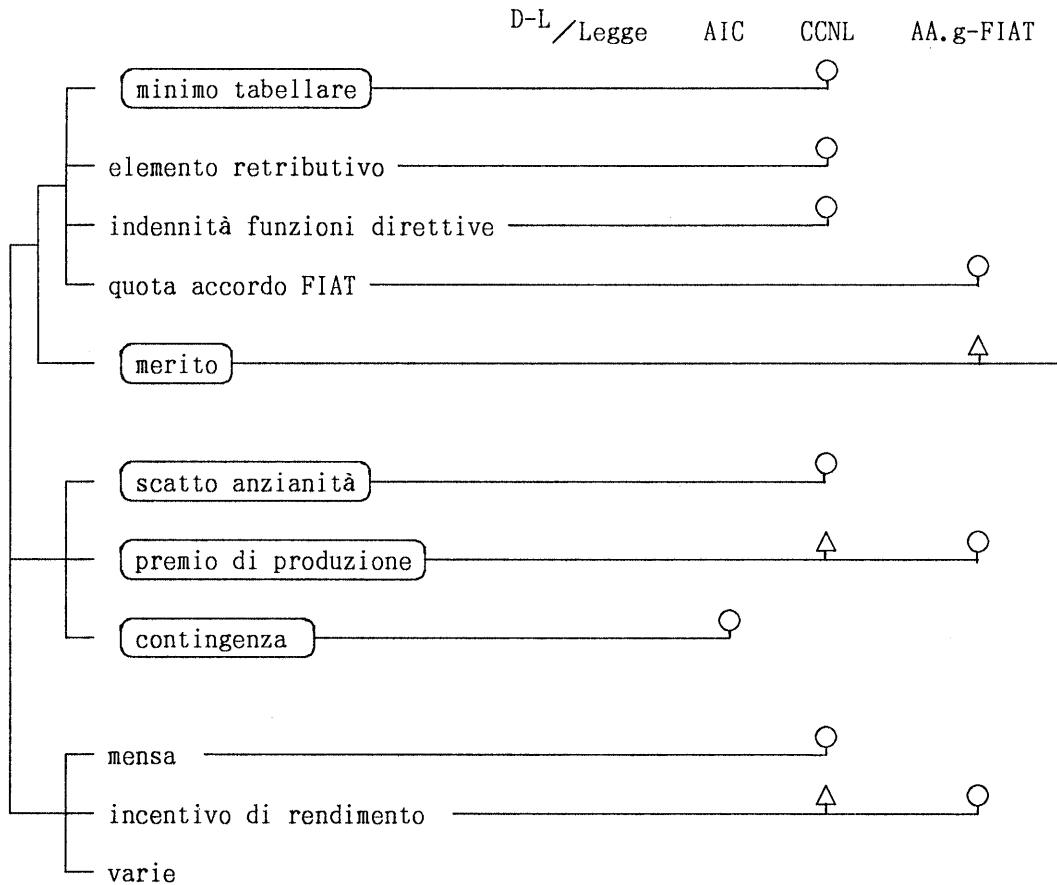 D-L/Legge AIC CCNL AA.g-FIAT
minimo tabellare
elemento retributivo
indennità funzioni direttive
quota accordo FIAT
merito
scatto anzianità
premio di produzione
contingenza
mensa
incentivo di rendimento
varie